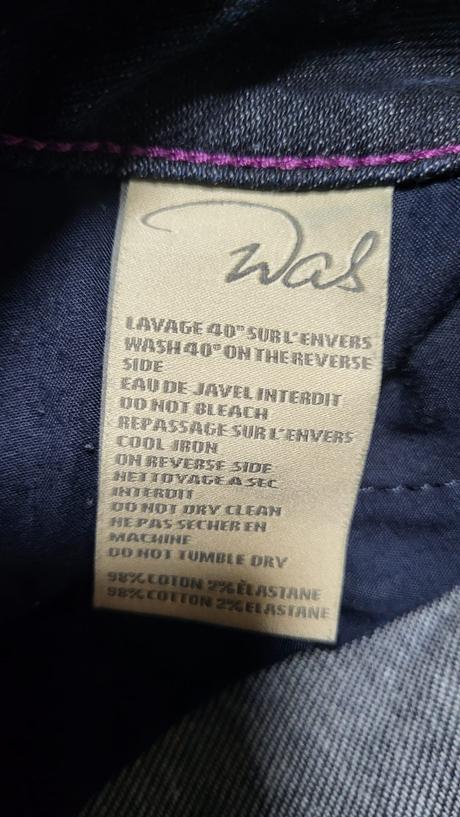 Was
LAVAGE 40° SUR L'ENVERS
WASH 40° ON THE REVERSE
SIDE
EAU DE JAVEL INTERDIT
DO NOT BLEACH
REPASSAGE SUR L'ENVERS
COOL IRON
ON REVERSE SIDE
NETTOYAGE A SEC
INTERDIT
DO NOT DRY CLEAN
NE PAS SECHER EN
MACHINE
DO NOT TUMBLE DRY
98% COTON 2% ÈLASTANE
98% COTTON 2% ELASTANE